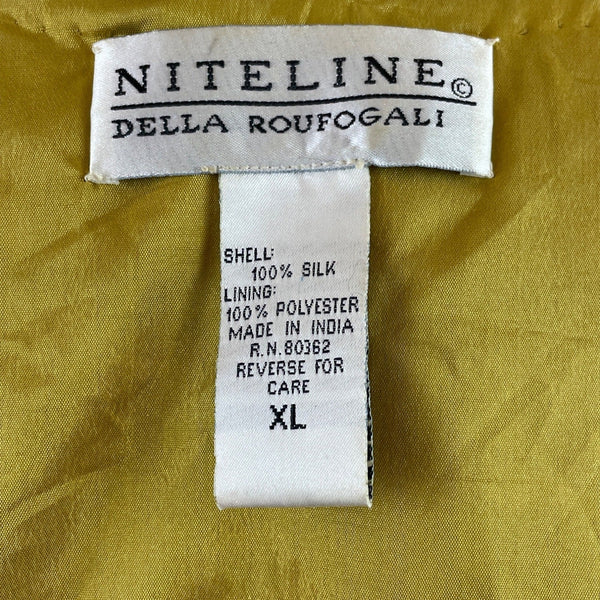 NITELINE©
DELLA ROUFOGALI
SHELL:
100% SILK
LINING:
100% POLYESTER
MADE IN INDIA
R.N. 80362
REVERSE FOR
CARE
XL